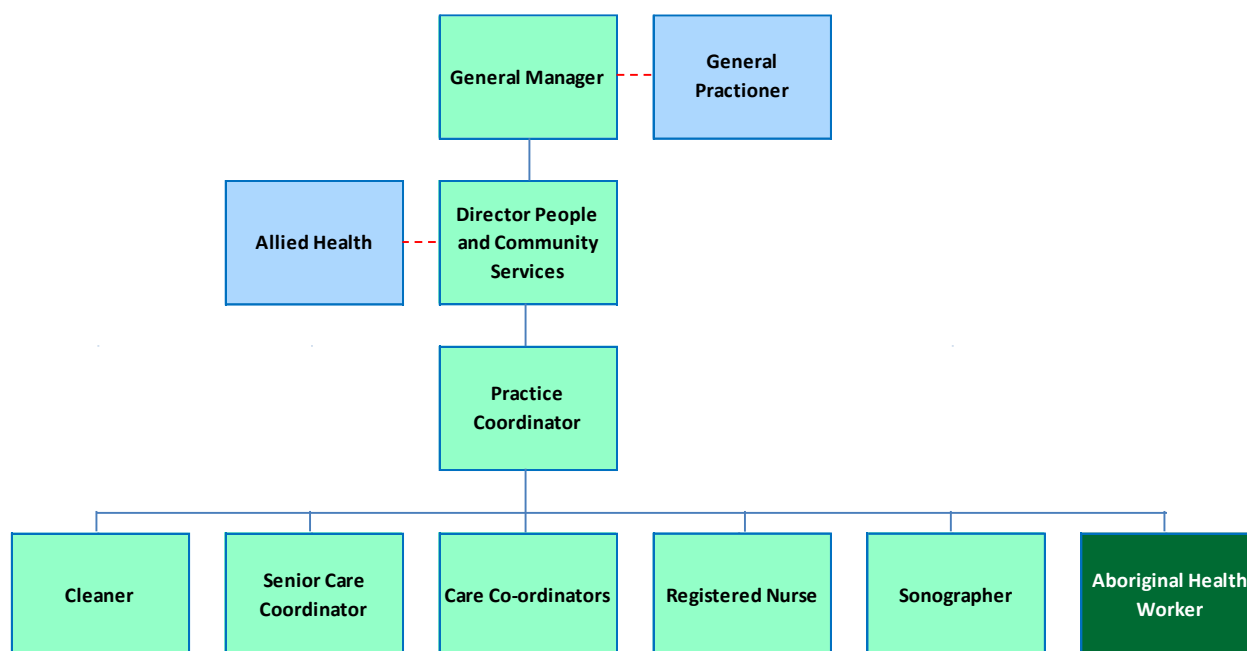 General Manager
General
Practioner
Allied Health
Director People
and Community
Services
Practice
Coordinator
Cleaner
Senior Care
Coordinator
Care Co-ordinators
Registered Nurse
Sonographer
Aboriginal Health
Worker